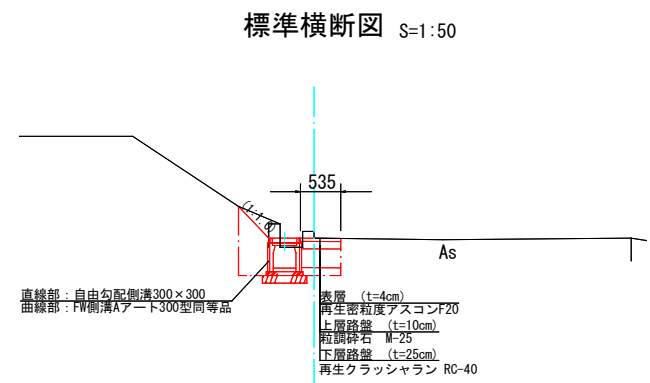 標準横断図 S=1:50
535
(1:1.0)
As
直線部：自由勾配側溝300×300
曲線部：FW側溝Aアート300型同等品
表層　(t=4cm)
再生密粒度アスコンF20
上層路盤　(t=10cm)
粒調砕石　M-25
下層路盤　(t=25cm)
再生クラッシャラン RC-40